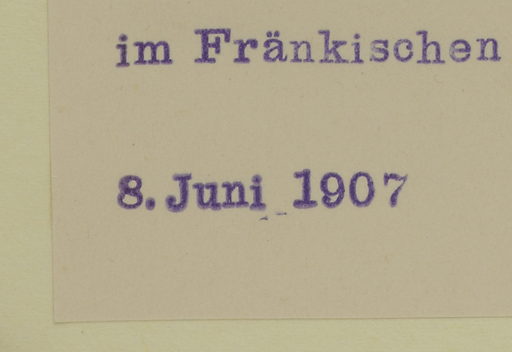 im Fränkischen
8. Juni 1907